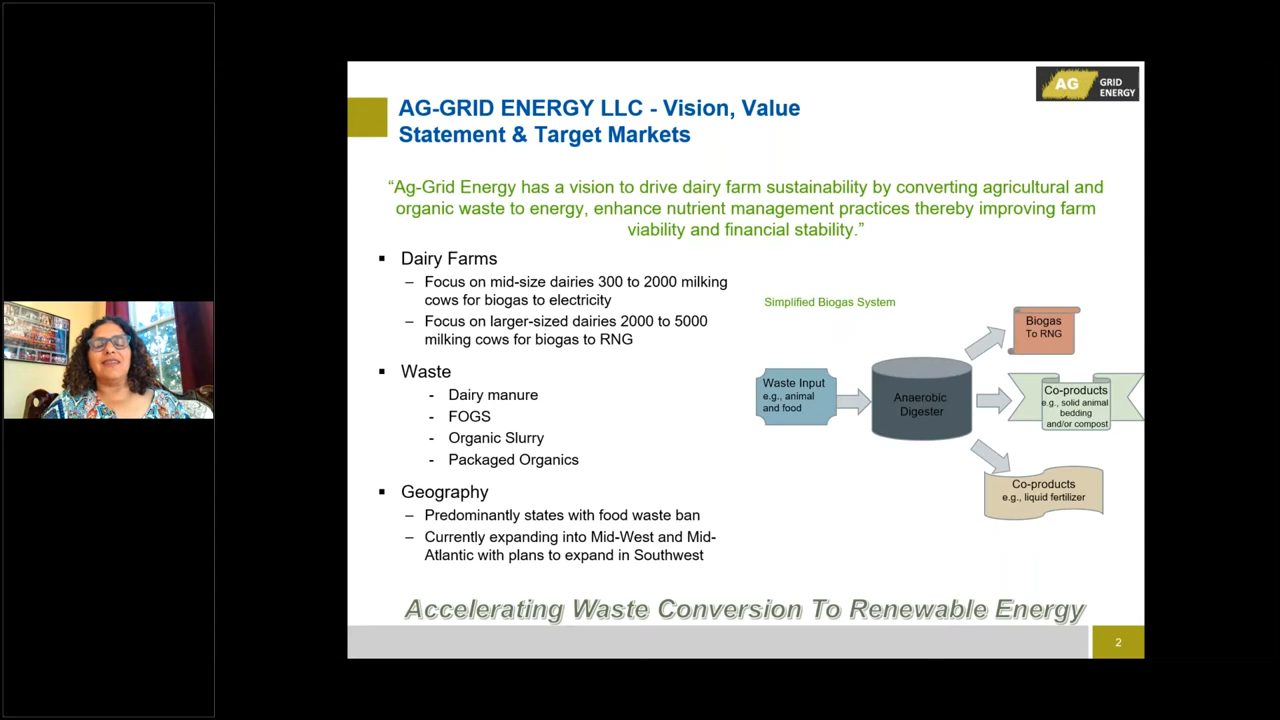 AG
GRID
ENERGY
AG-GRID ENERGY LLC - Vision, Value
Statement & Target Markets
“Ag-Grid Energy has a vision to drive dairy farm sustainability by converting agricultural and
organic waste to energy, enhance nutrient management practices thereby improving farm
viability and financial stability.”
▪ Dairy Farms
– Focus on mid-size dairies 300 to 2000 milking
cows for biogas to electricity
– Focus on larger-sized dairies 2000 to 5000
milking cows for biogas to RNG
▪ Waste
- Dairy manure
- FOGS
- Organic Slurry
- Packaged Organics
▪ Geography
– Predominantly states with food waste ban
– Currently expanding into Mid-West and Mid-
Atlantic with plans to expand in Southwest
Simplified Biogas System
Waste Input
e.g., animal
and food
Anaerobic
Digester
Biogas
To RNG
Co-products
e.g., solid animal
bedding
and/or compost
Co-products
e.g., liquid fertilizer
Accelerating Waste Conversion To Renewable Energy
2